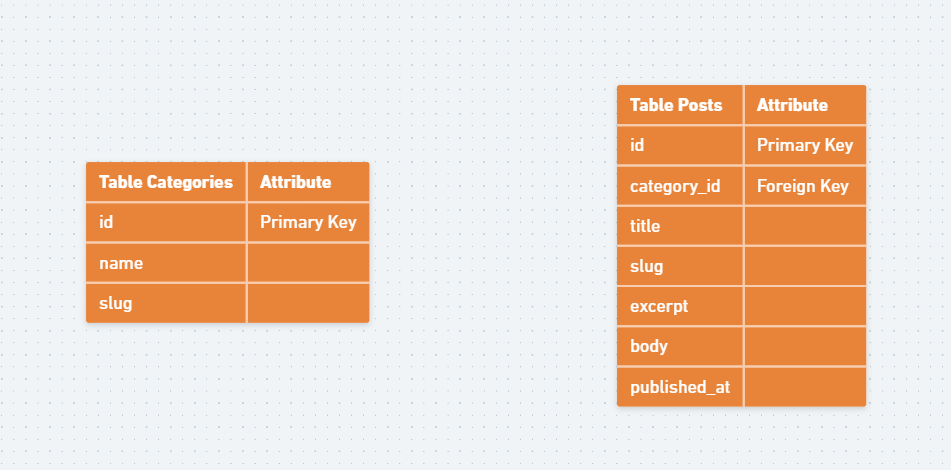 Table Categories Attribute
id Primary Key
name
slug
Table Posts Attribute
id Primary Key
category_id Foreign Key
title
slug
excerpt
body
published_at